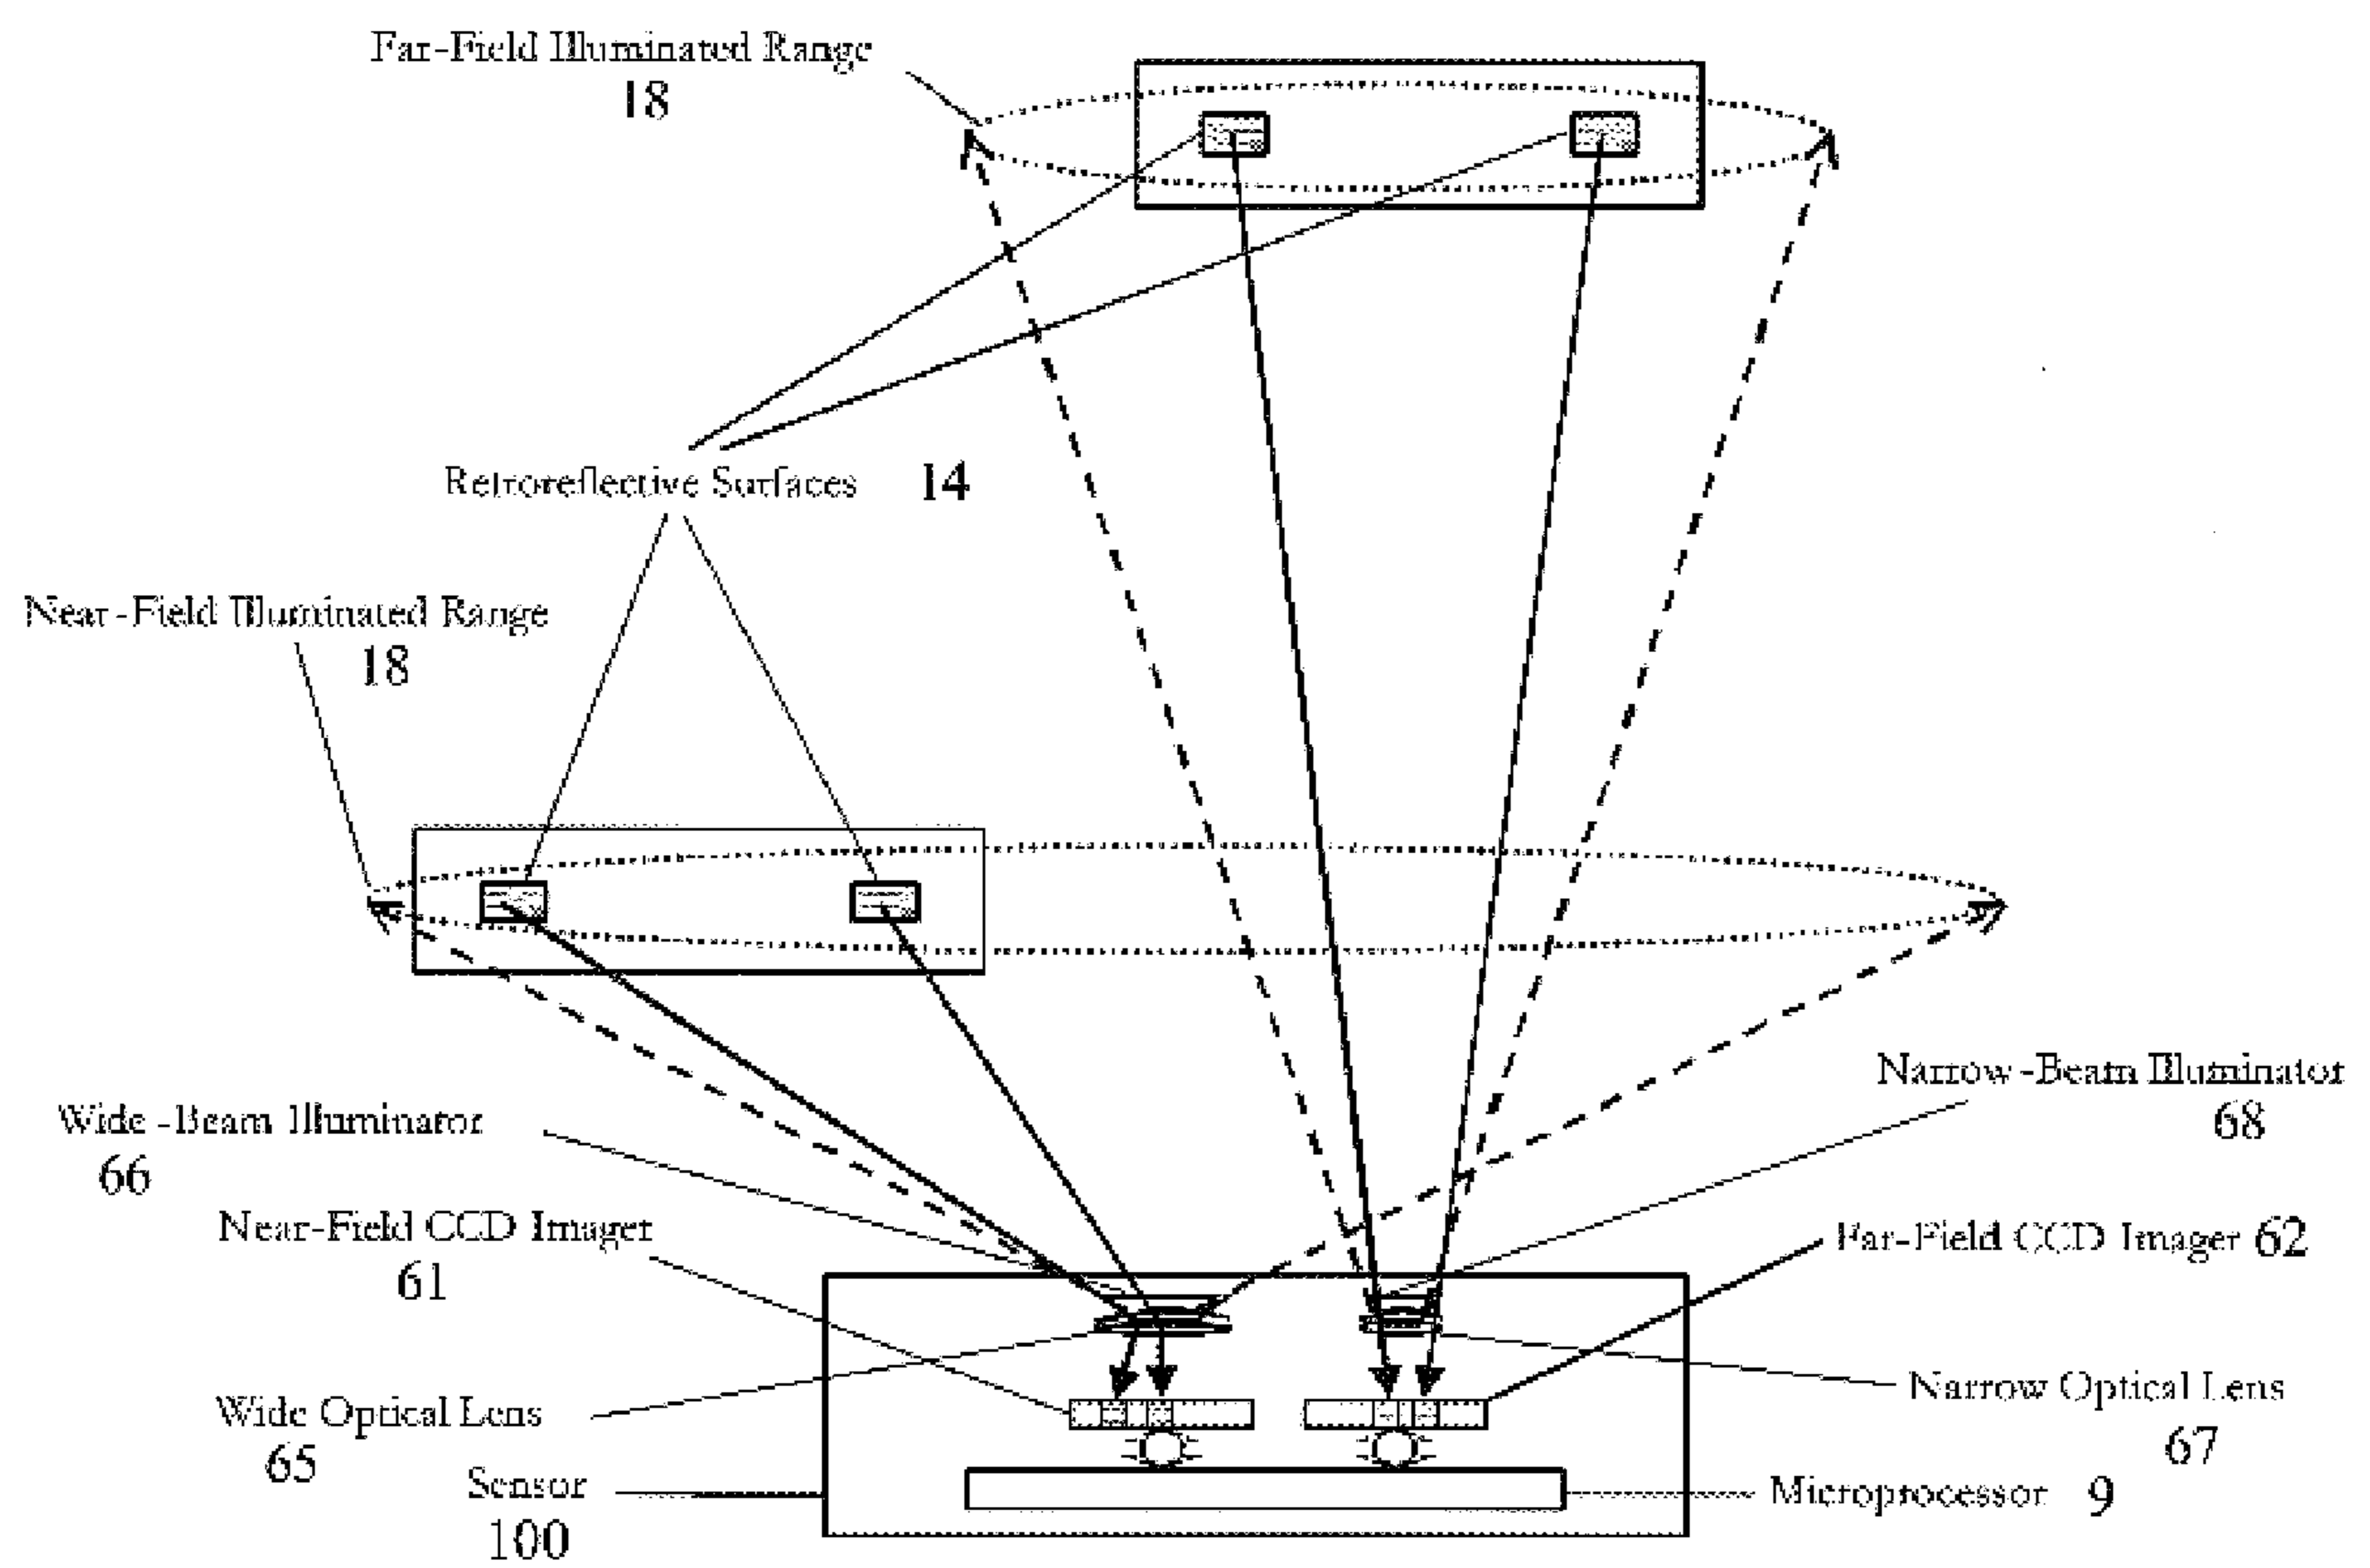 Far-Field Illuminated Range
18
Retroreflective Surfaces 14
Near-Field Illuminated Range
18
Narrow-Beam Illuminator
68
Wide-Beam Illuminator
66
Near-Field CCD Imager
61
Far-Field CCD Imager 62
Narrow Optical Lens
67
Wide Optical Lens
65
Sensor
100
Microprocessor 9